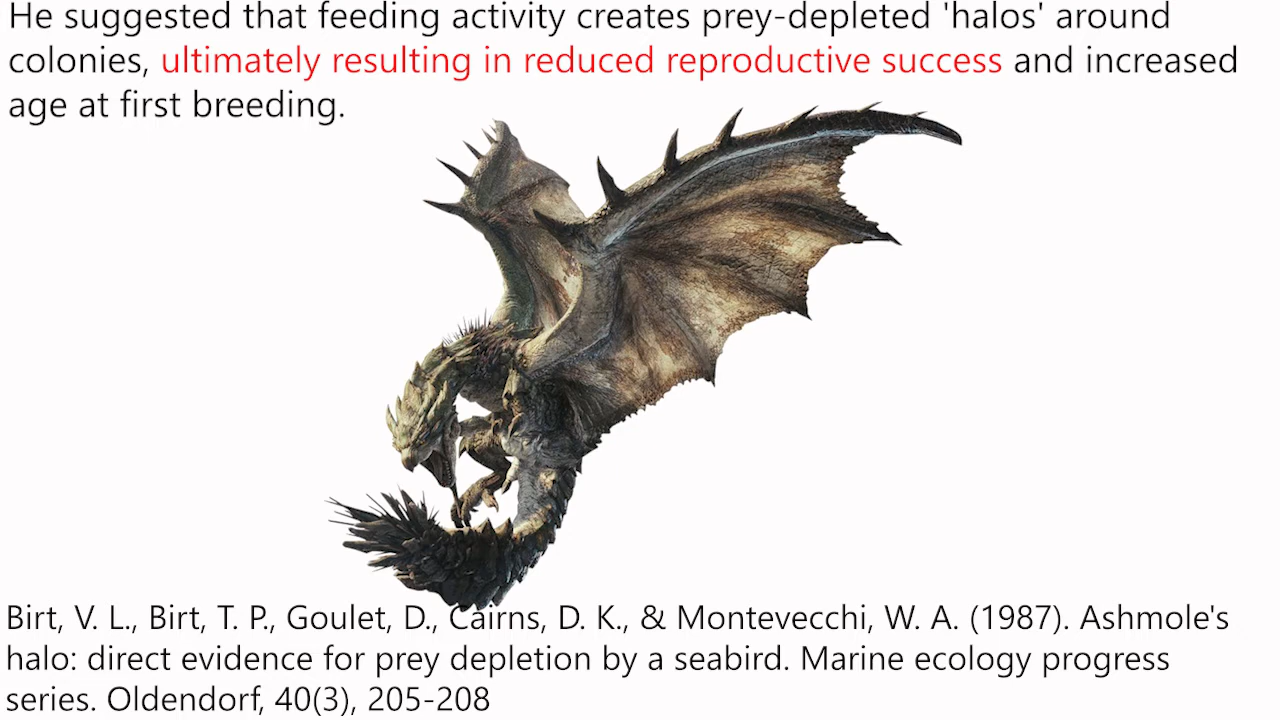 He suggested that feeding activity creates prey-depleted 'halos' around
colonies, ultimately resulting in reduced reproductive success and increased
age at first breeding.
Birt, V. L., Birt, T. P., Goulet, D., Cairns, D. K., & Montevecchi, W. A. (1987). Ashmole's
halo: direct evidence for prey depletion by a seabird. Marine ecology progress
series. Oldendorf, 40(3), 205-208